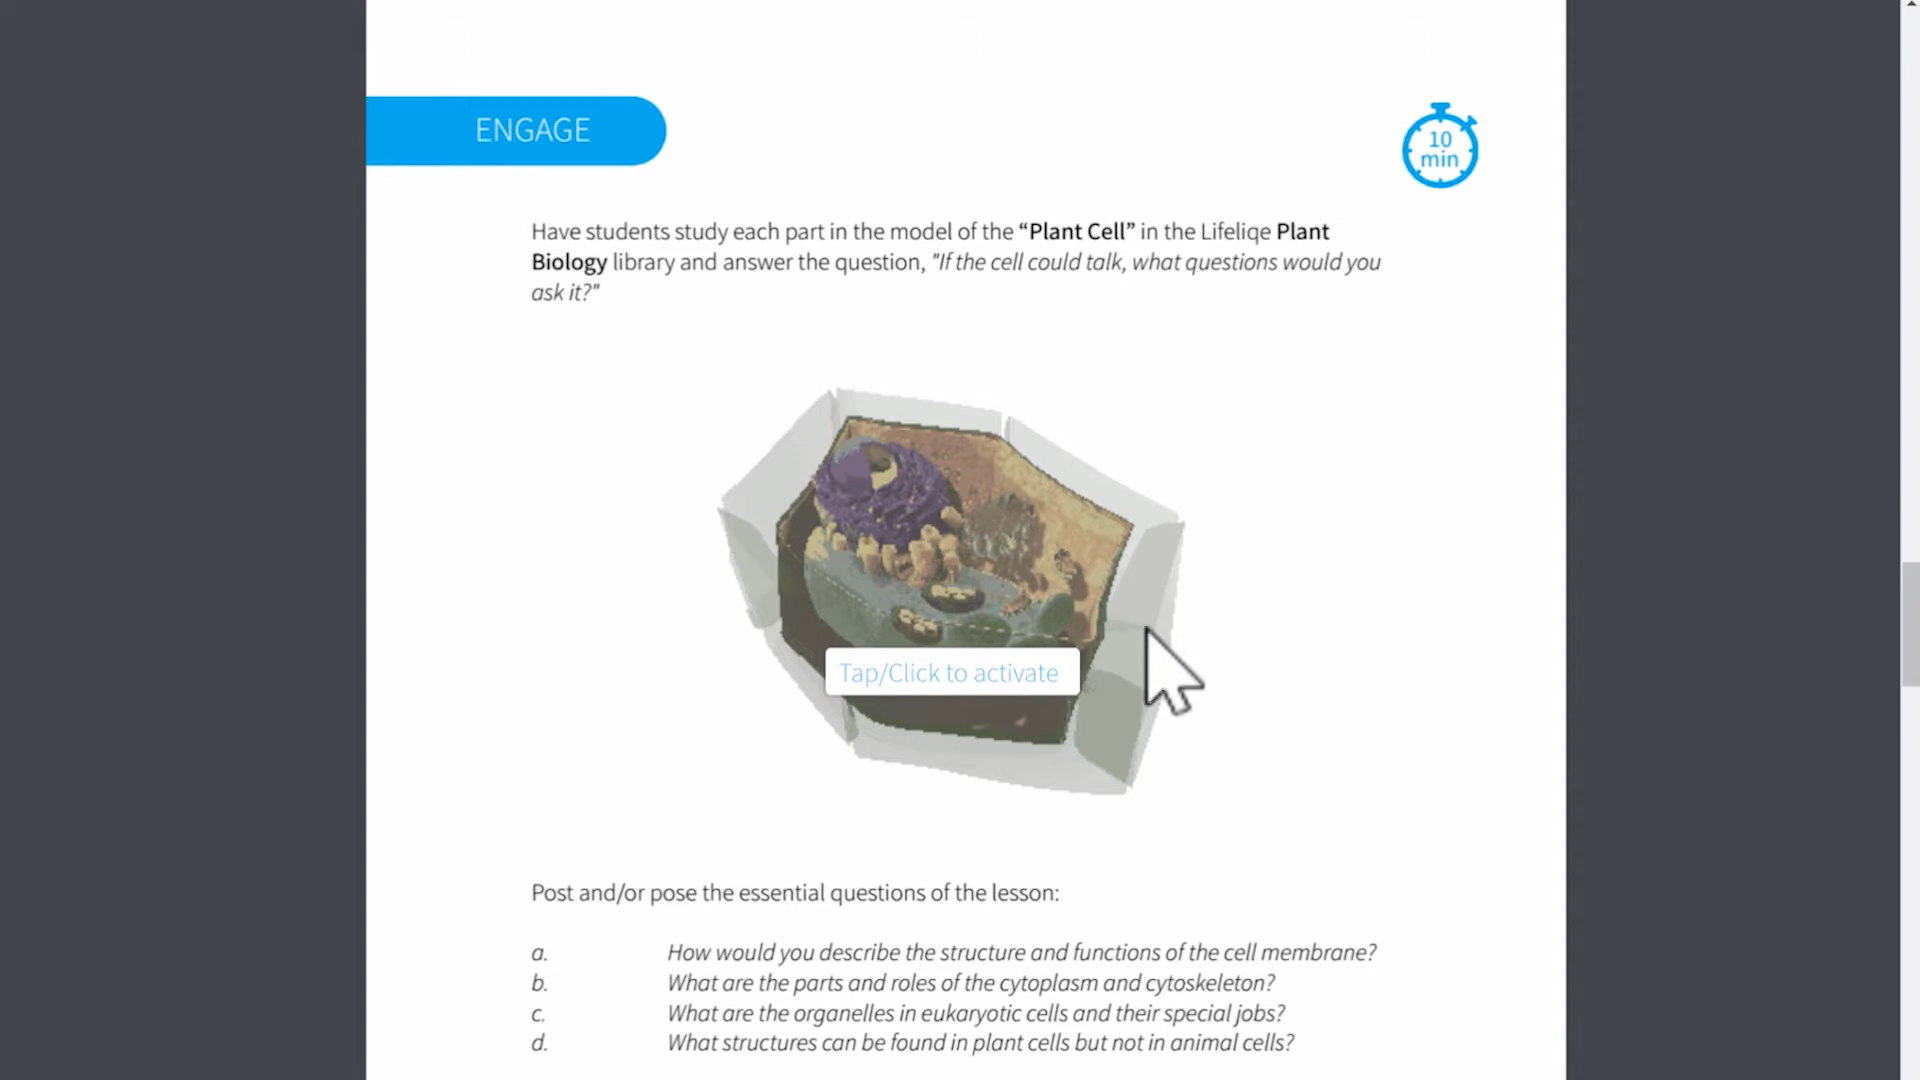 ENGAGE
10
min
Have students study each part in the model of the “Plant Cell” in the Lifeliqe Plant
Biology library and answer the question, "If the cell could talk, what questions would you
ask it?"
Tap/Click to activate
Post and/or pose the essential questions of the lesson:
a. How would you describe the structure and functions of the cell membrane?
b. What are the parts and roles of the cytoplasm and cytoskeleton?
c. What are the organelles in eukaryotic cells and their special jobs?
d. What structures can be found in plant cells but not in animal cells?